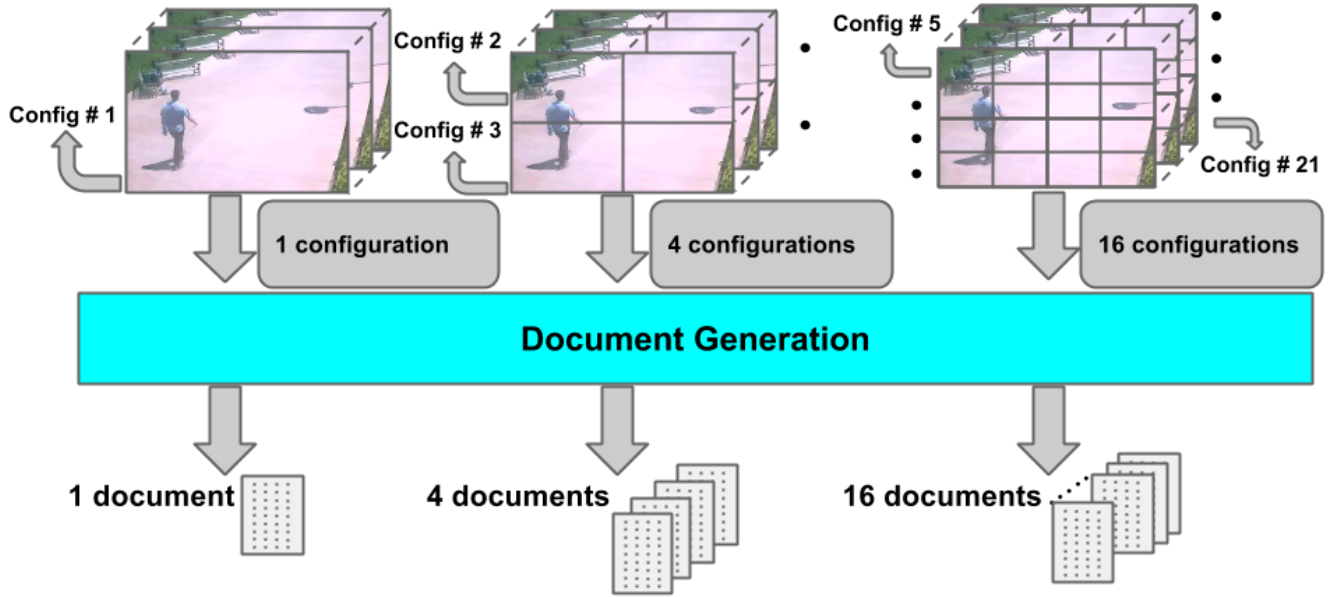 Config # 1
Config # 2
Config # 3
Config # 5
Config # 21
1 configuration
4 configurations
16 configurations
Document Generation
1 document
4 documents
16 documents